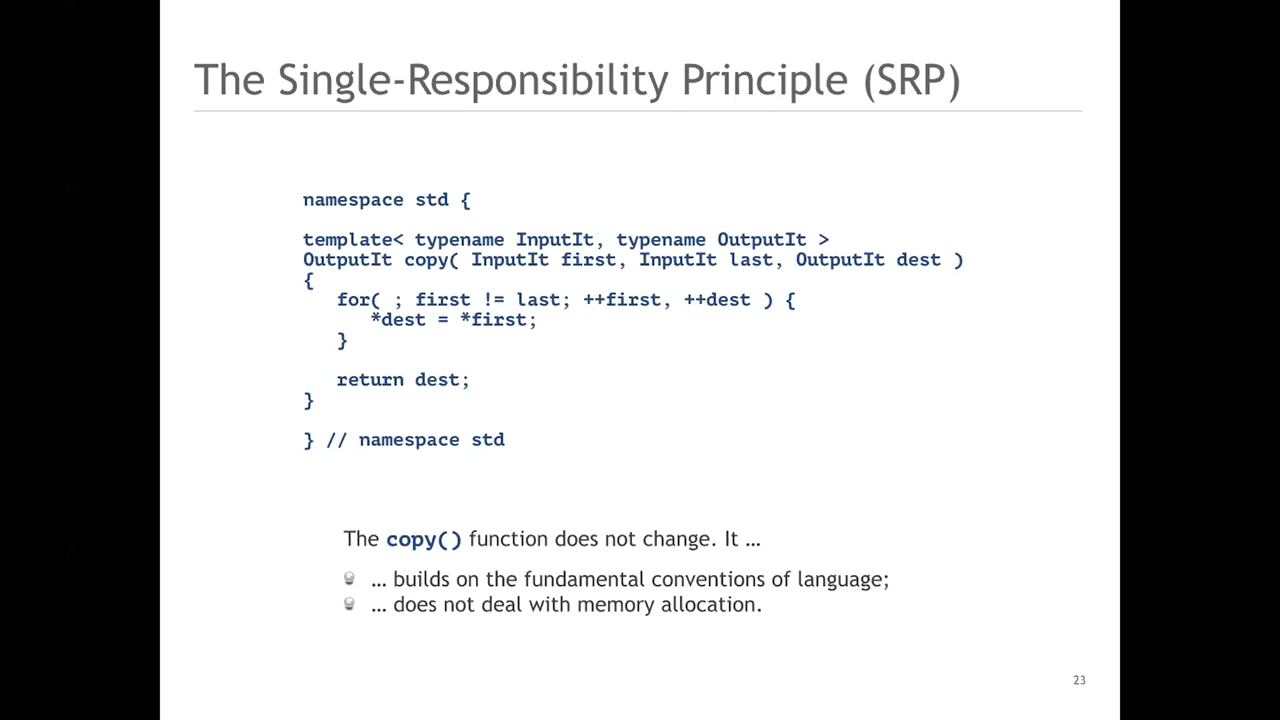 The Single-Responsibility Principle (SRP)
namespace std {
template< typename InputIt, typename OutputIt >
OutputIt copy( InputIt first, InputIt last, OutputIt dest )
{
for( ; first != last; ++first, ++dest ) {
*dest = *first;
}
return dest;
}
} // namespace std
The copy() function does not change. It …
… builds on the fundamental conventions of language;
… does not deal with memory allocation.
23